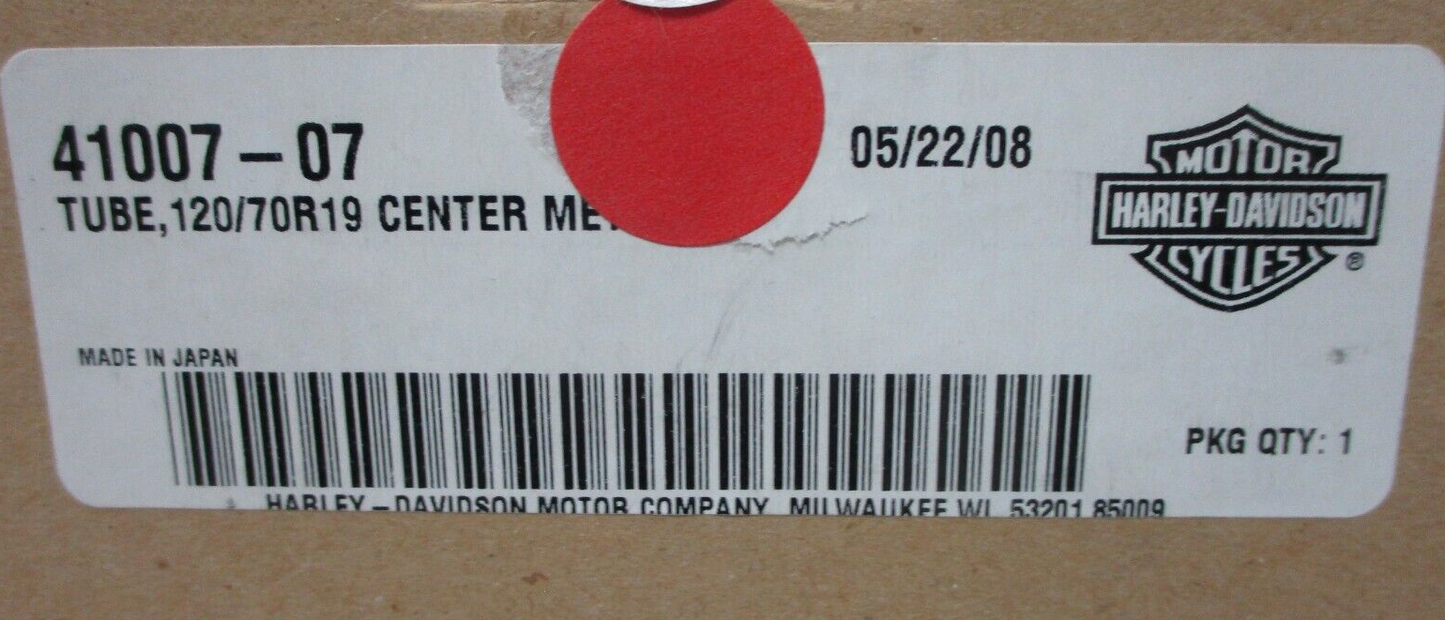 41007-07
05/22/08
TUBE,120/70R19 CENTER
MOTOR
HARLEY-DAVIDSON
CYCLES
®
MADE IN JAPAN
PKG QTY: 1
HARLEY-DAVIDSON MOTOR COMPANY MILWAUKEE WI 53201 85009